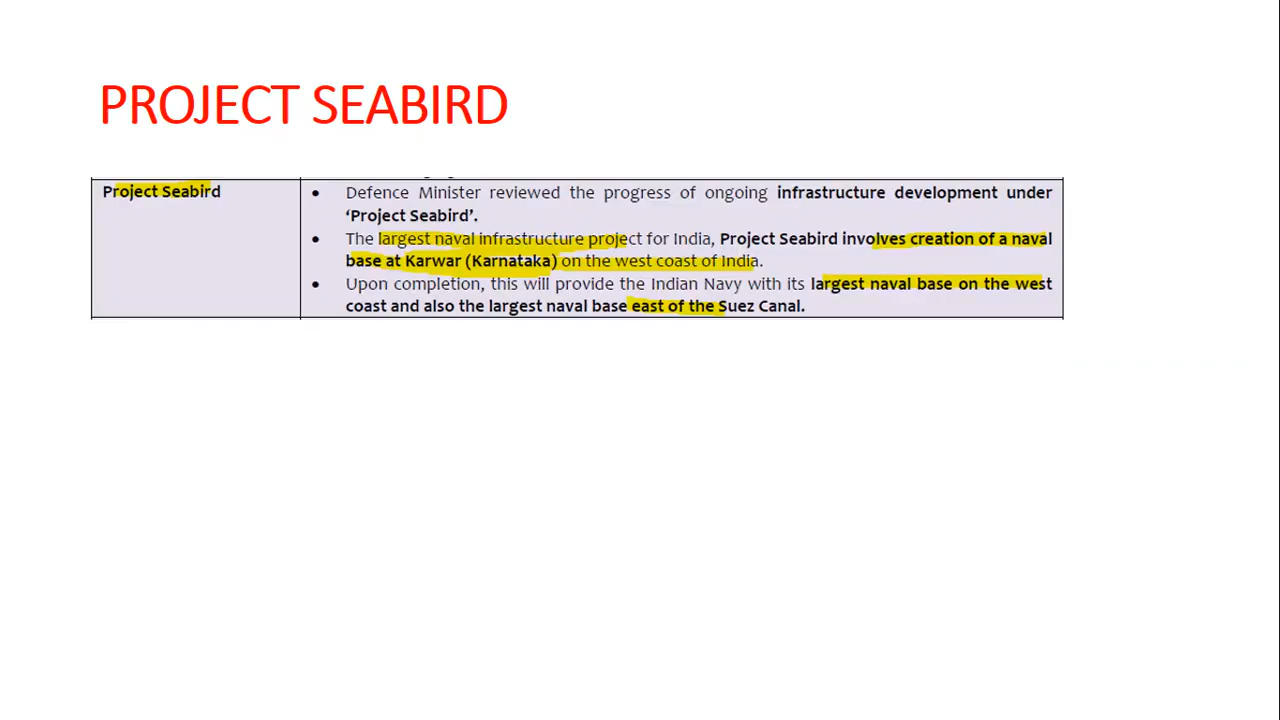 PROJECT SEABIRD
Project Seabird
• Defence Minister reviewed the progress of ongoing infrastructure development under
‘Project Seabird’.
• The largest naval infrastructure project for India, Project Seabird involves creation of a naval
base at Karwar (Karnataka) on the west coast of India.
• Upon completion, this will provide the Indian Navy with its largest naval base on the west
coast and also the largest naval base east of the Suez Canal.